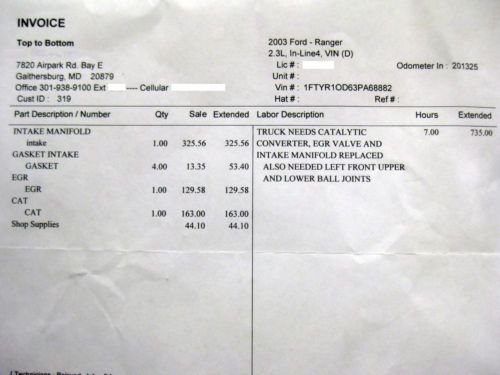 INVOICE
Top to Bottom
7820 Airpark Rd. Bay E
Gaithersburg, MD 20879
Office 301-938-9100 Ext ---- Cellular
Cust ID : 319
2003 Ford - Ranger
2.3L, In-Line4, VIN (D)
Lic # : Odometer In : 201325
Unit # :
Vin # : 1FTYR1OD63PA68882
Hat # : Ref # :
Part Description / Number Qty Sale Extended Labor Description Hours Extended
INTAKE MANIFOLD TRUCK NEEDS CATALYTIC 7.00 735.00
intake 1.00 325.56 325.56 CONVERTER, EGR VALVE AND
GASKET INTAKE INTAKE MANIFOLD REPLACED
GASKET 4.00 13.35 53.40 ALSO NEEDED LEFT FRONT UPPER
EGR AND LOWER BALL JOINTS
EGR 1.00 129.58 129.58
CAT
CAT 1.00 163.00 163.00
Shop Supplies 44.10 44.10